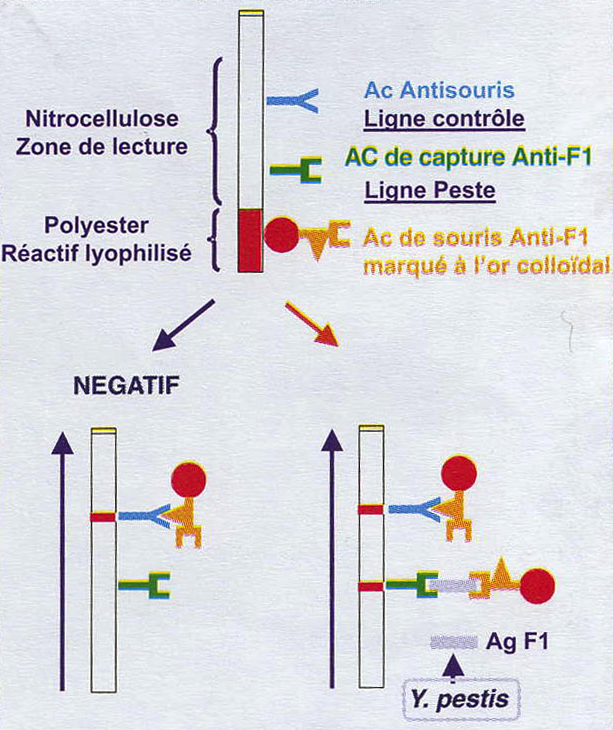 Ac Antisouris
Ligne contrôle
Nitrocellulose
Zone de lecture
AC de capture Anti-F1
Ligne Peste
Polyester
Réactif lyophilisé
Ac de souris Anti-F1
marqué à l'or colloïdal
NEGATIF
Ag F1
Y. pestis